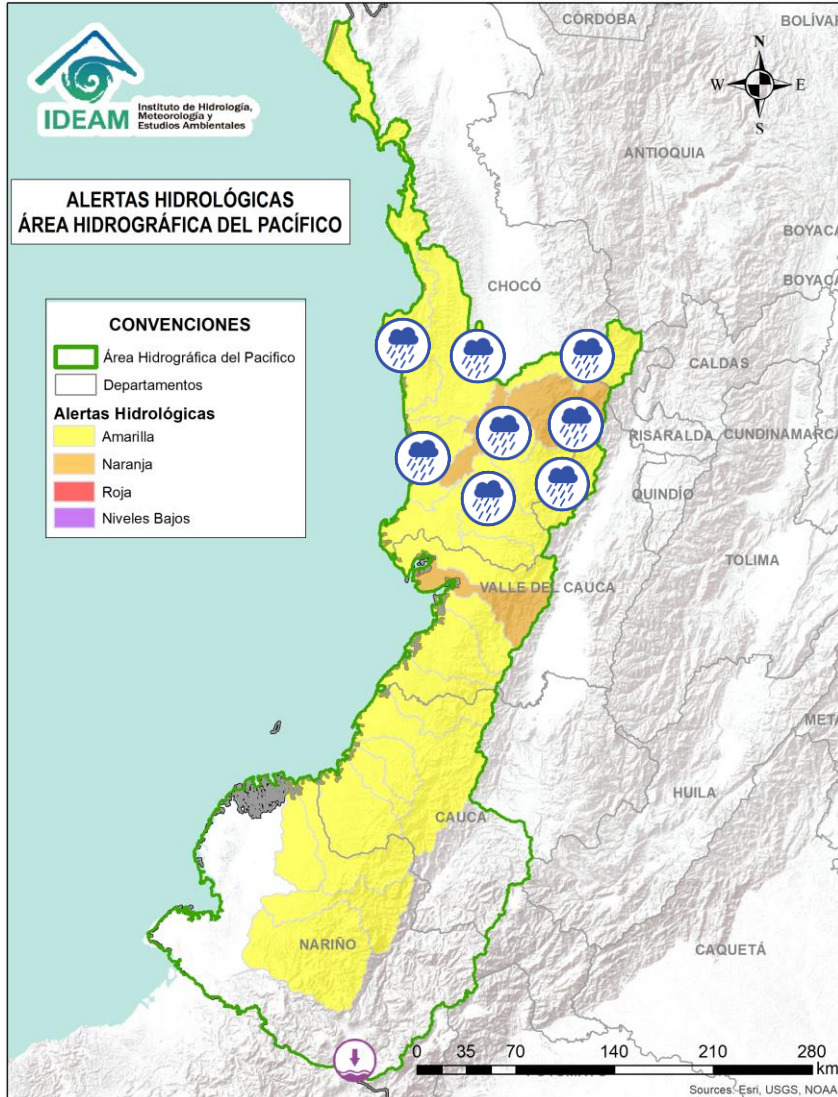 CÓRDOBA
BOLÍVAR
N
W
E
S
IDEAM
Instituto de Hidrología,
Meteorología y
Estudios Ambientales
ANTIOQUIA
ALERTAS HIDROLÓGICAS
ÁREA HIDROGRÁFICA DEL PACÍFICO
BOYACÁ
BOYACÁ
CHOCÓ
CONVENCIONES
Área Hidrografica del Pacifico
Departamentos
Alertas Hidrológicas
Amarilla
Naranja
Roja
Niveles Bajos
CALDAS
RISARALDA
CUNDINAMARCA
QUINDÍO
TOLIMA
VALLE DEL CAUCA
META
HUILA
CAUCA
NARIÑO
CAQUETÁ
0 35 70 140 210 280
km
Sources: Esri, USGS, NOAA